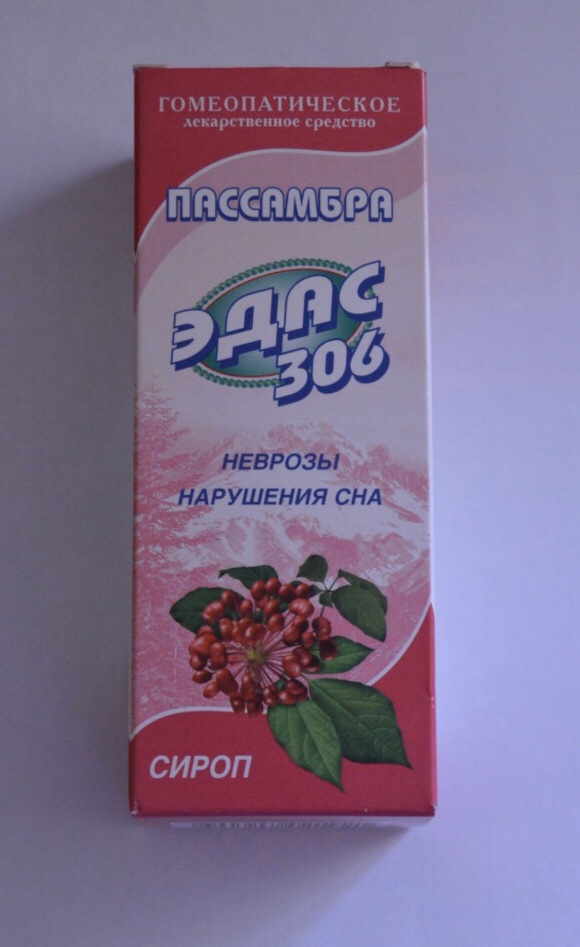 ГОМЕОПАТИЧЕСКОЕ
лекарственное средство
ПАССАМБРА
ЭДАС
306
НЕВРОЗЫ
НАРУШЕНИЯ СНА
СИРОП